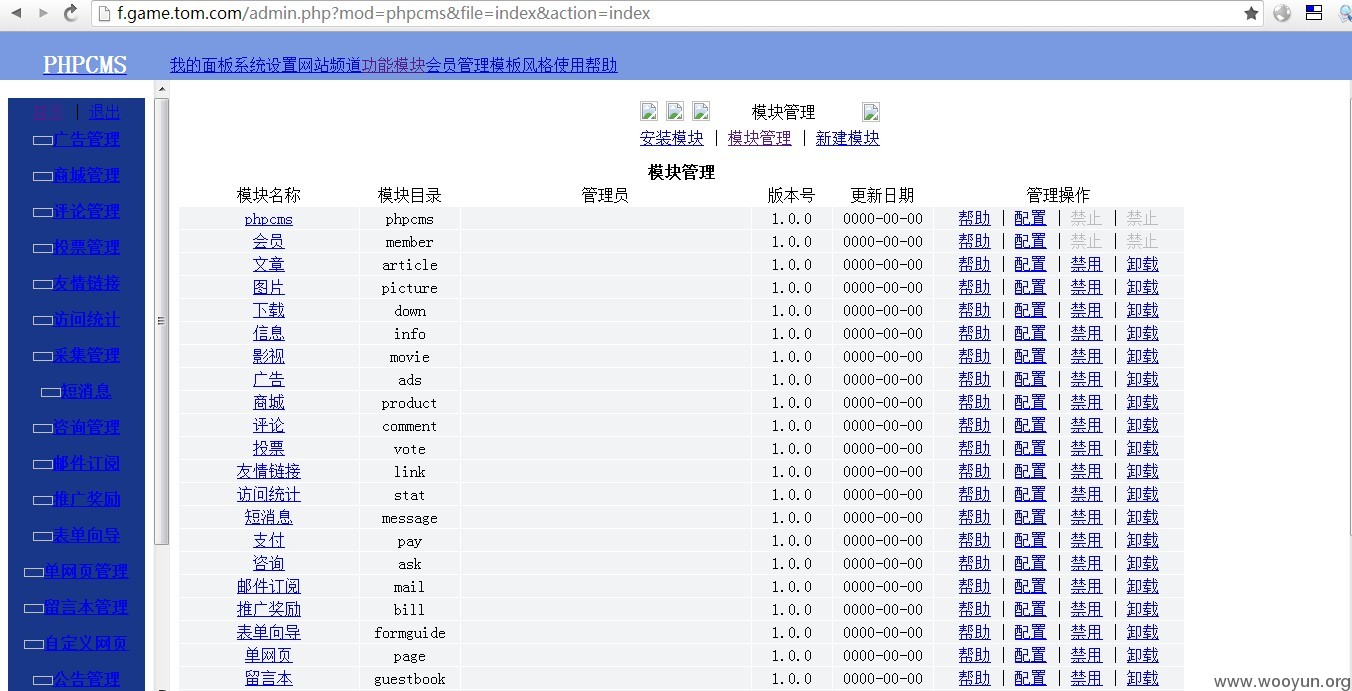 f.game.tom.com/admin.php?mod=phpcms&file=index&action=index
PHPCMS 我的面板系统设置网站频道功能模块会员管理模板风格使用帮助
| 退出
广告管理
商城管理
评论管理
投票管理
友情链接
访问统计
采集管理
短消息
咨询管理
邮件订阅
推广奖励
表单向导
单网页管理
留言本管理
自定义网页
公告管理
模块管理
安装模块 | 模块管理 | 新建模块
模块管理
模块名称 模块目录 管理员 版本号 更新日期 管理操作
phpcms phpcms 1.0.0 0000-00-00 帮助 | 配置 | 禁止 | 禁止
会员 member 1.0.0 0000-00-00 帮助 | 配置 | 禁止 | 禁止
文章 article 1.0.0 0000-00-00 帮助 | 配置 | 禁用 | 卸载
图片 picture 1.0.0 0000-00-00 帮助 | 配置 | 禁用 | 卸载
下载 down 1.0.0 0000-00-00 帮助 | 配置 | 禁用 | 卸载
信息 info 1.0.0 0000-00-00 帮助 | 配置 | 禁用 | 卸载
影视 movie 1.0.0 0000-00-00 帮助 | 配置 | 禁用 | 卸载
广告 ads 1.0.0 0000-00-00 帮助 | 配置 | 禁用 | 卸载
商城 product 1.0.0 0000-00-00 帮助 | 配置 | 禁用 | 卸载
评论 comment 1.0.0 0000-00-00 帮助 | 配置 | 禁用 | 卸载
投票 vote 1.0.0 0000-00-00 帮助 | 配置 | 禁用 | 卸载
友情链接 link 1.0.0 0000-00-00 帮助 | 配置 | 禁用 | 卸载
访问统计 stat 1.0.0 0000-00-00 帮助 | 配置 | 禁用 | 卸载
短消息 message 1.0.0 0000-00-00 帮助 | 配置 | 禁用 | 卸载
支付 pay 1.0.0 0000-00-00 帮助 | 配置 | 禁用 | 卸载
咨询 ask 1.0.0 0000-00-00 帮助 | 配置 | 禁用 | 卸载
邮件订阅 mail 1.0.0 0000-00-00 帮助 | 配置 | 禁用 | 卸载
推广奖励 bill 1.0.0 0000-00-00 帮助 | 配置 | 禁用 | 卸载
表单向导 formguide 1.0.0 0000-00-00 帮助 | 配置 | 禁用 | 卸载
单网页 page 1.0.0 0000-00-00 帮助 | 配置 | 禁用 | 卸载
留言本 guestbook 1.0.0 0000-00-00 帮助 | 配置 | 禁用 | 卸载
www.wooyun.org